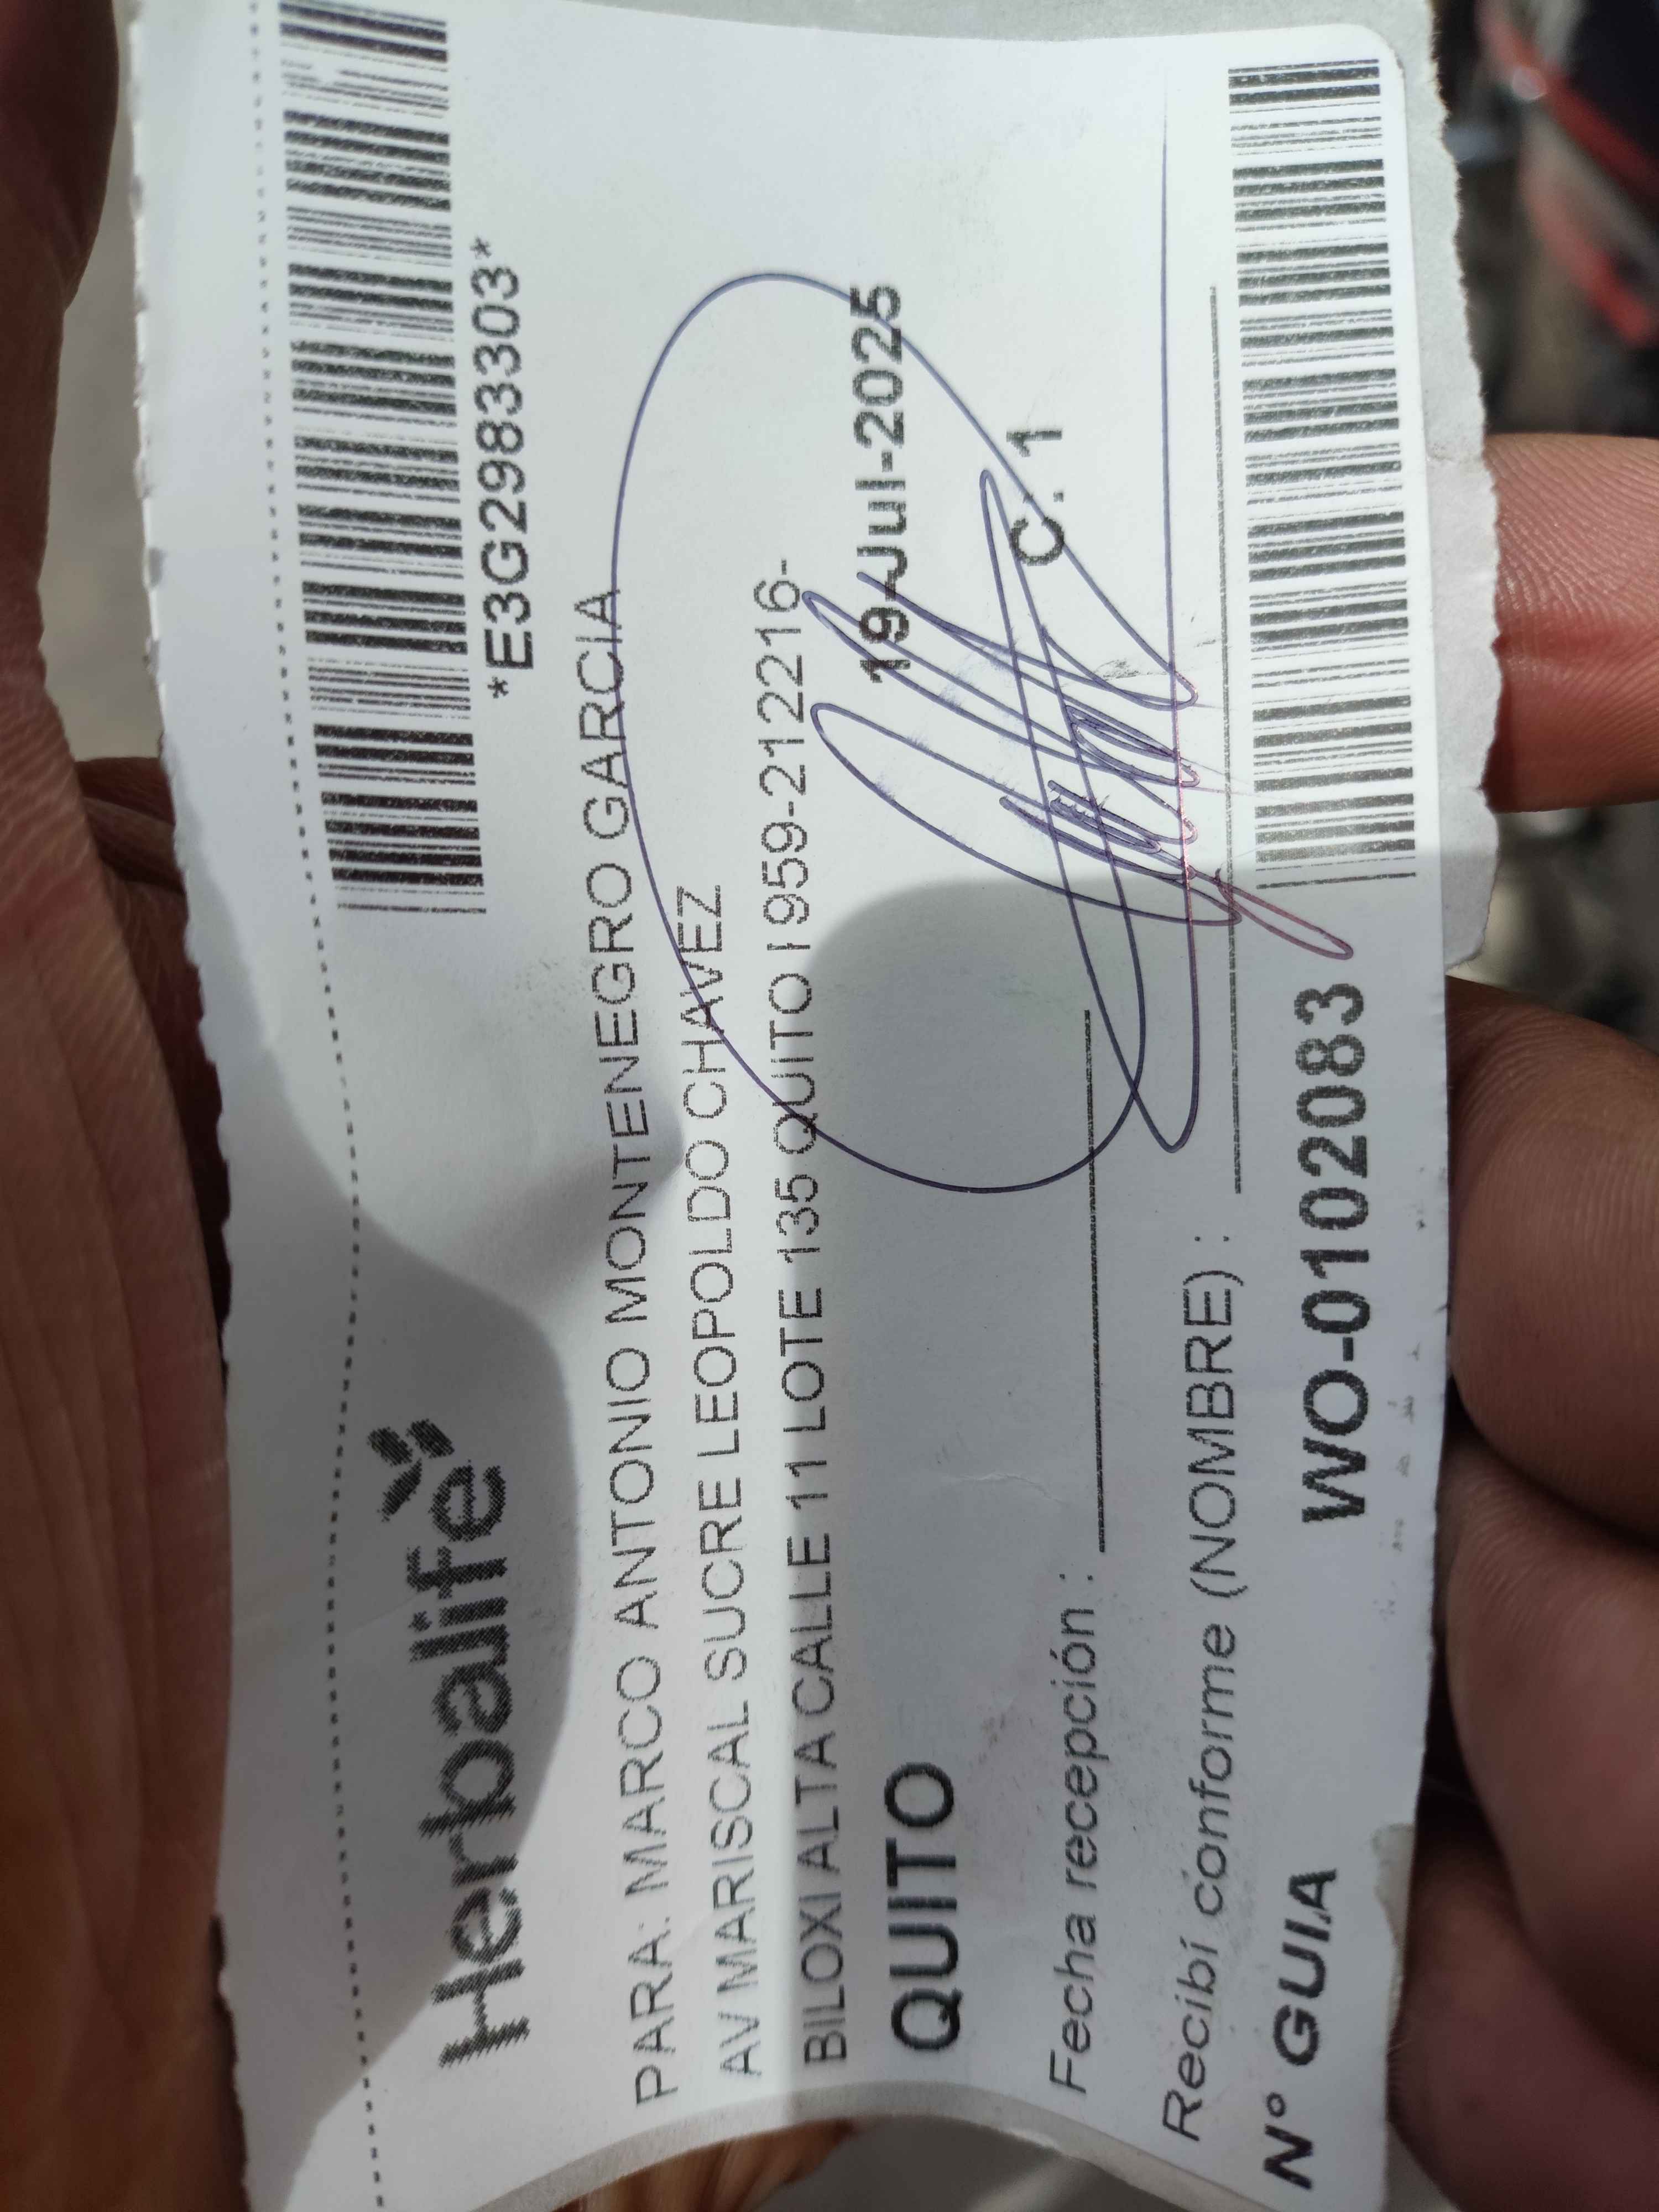 Herbalife
*E3G2983303*
PARA: MARCO ANTONIO MONTENEGRO GARCIA
AV MARISCAL SUCRE LEOPOLDO CHAVEZ
BILOXI ALTA CALLE 11 LOTE 135 QUITO I 959-212216-
QUITO
19-Jul-2025
C: 1
Fecha recepción :
Recibí conforme (NOMBRE) :
Nº GUIA WO-0102083